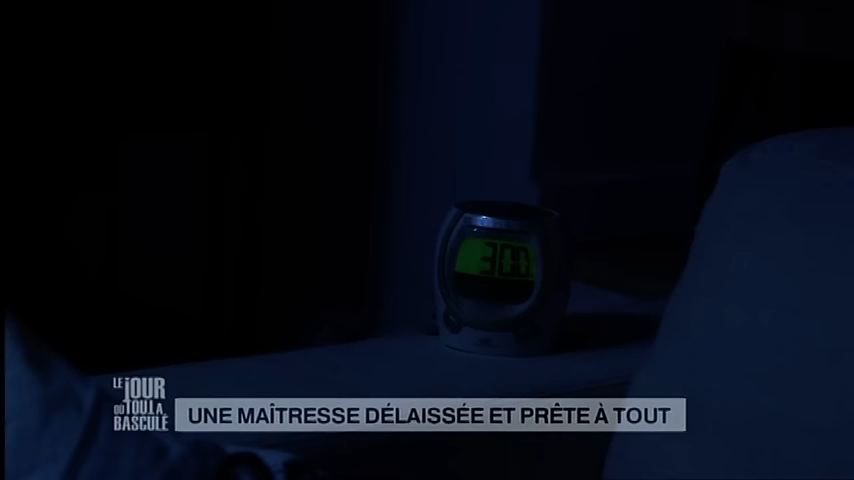 3:00
LE JOUR
OÙ TOUT A
BASCULÉ
UNE MAÎTRESSE DÉLAISSÉE ET PRÊTE À TOUT